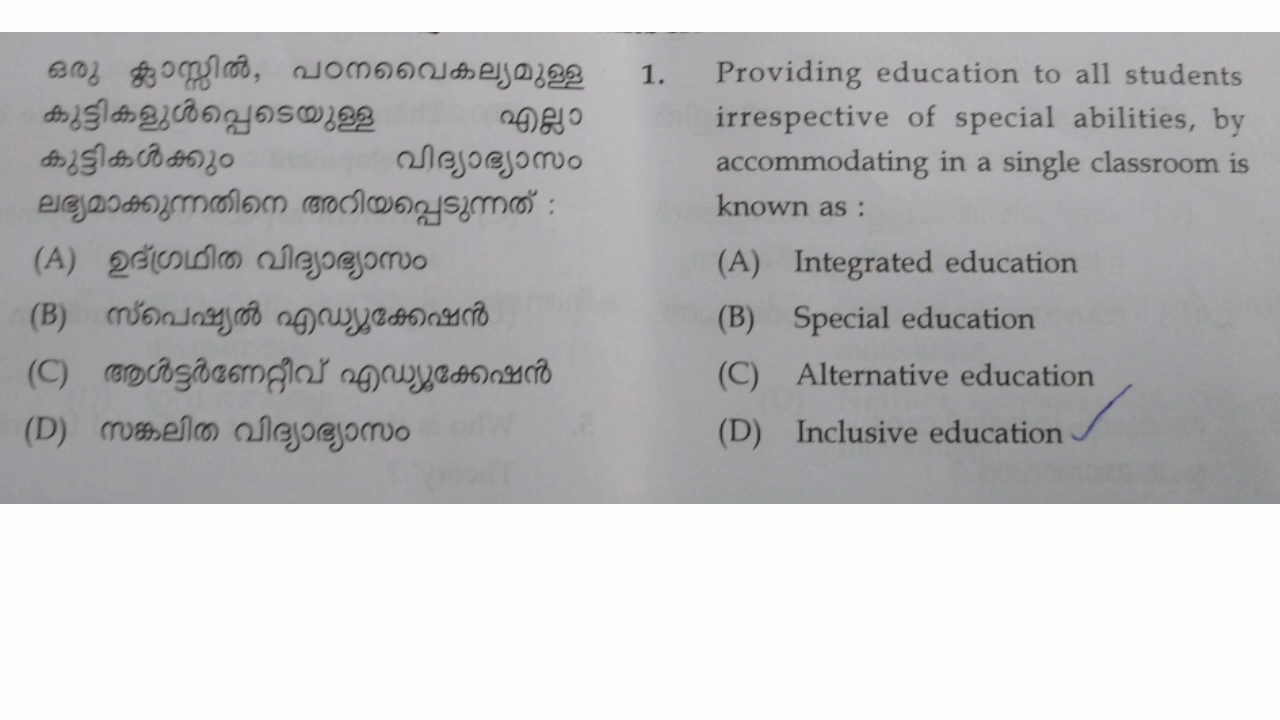 ഒരു ക്ലാസ്സിൽ, പഠനവൈകല്യമുള്ള
കുട്ടികളുൾപ്പെടെയുള്ള എല്ലാ
കുട്ടികൾക്കും വിദ്യാഭ്യാസം
ലഭ്യമാക്കുന്നതിനെ അറിയപ്പെടുന്നത് :
(A) ഉദ്ഗ്രഥിത വിദ്യാഭ്യാസം
(B) സ്പെഷ്യൽ എഡ്യൂക്കേഷൻ
(C) ആൾട്ടർണേറ്റീവ് എഡ്യൂക്കേഷൻ
(D) സങ്കലിത വിദ്യാഭ്യാസം
1. Providing education to all students
irrespective of special abilities, by
accommodating in a single classroom is
known as :
(A) Integrated education
(B) Special education
(C) Alternative education
(D) Inclusive education